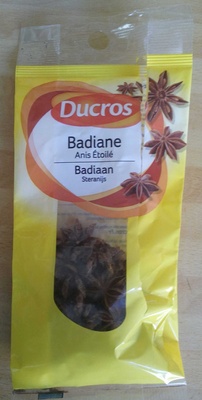 Ducros
Badiane
Anis Étoilé
Badiaan
Steranijs